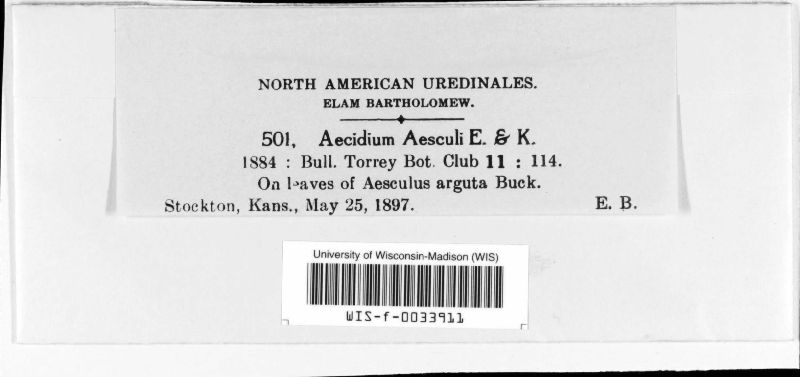 NORTH AMERICAN UREDINALES.
ELAM BARTHOLOMEW.
501, Aecidium Aesculi E. & K.
1884 : Bull. Torrey Bot. Club 11 : 114.
On leaves of Aesculus arguta Buck.
Stockton, Kans., May 25, 1897. E. B.
University of Wisconsin-Madison (WIS)
WIS-f-0033911